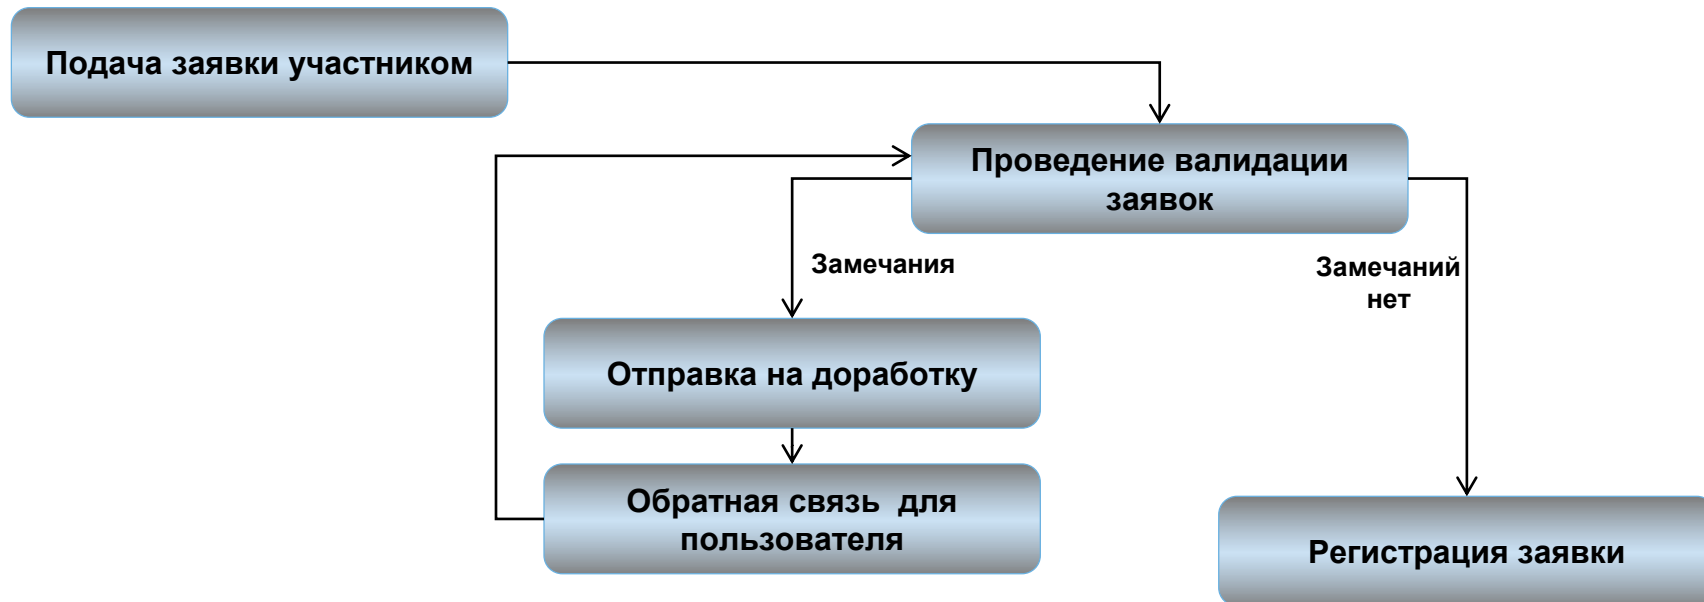 Подача заявки участником
Проведение валидации
заявок
Замечания
Замечаний
нет
Отправка на доработку
Обратная связь  для
пользователя
Регистрация заявки